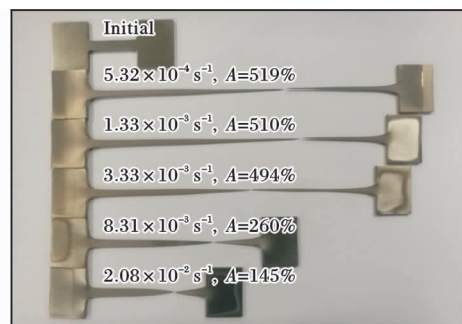 Initial
5.32×10⁻⁴ s⁻¹, A=519%
1.33×10⁻³ s⁻¹, A=510%
3.33×10⁻³ s⁻¹, A=494%
8.31×10⁻³ s⁻¹, A=260%
2.08×10⁻² s⁻¹, A=145%